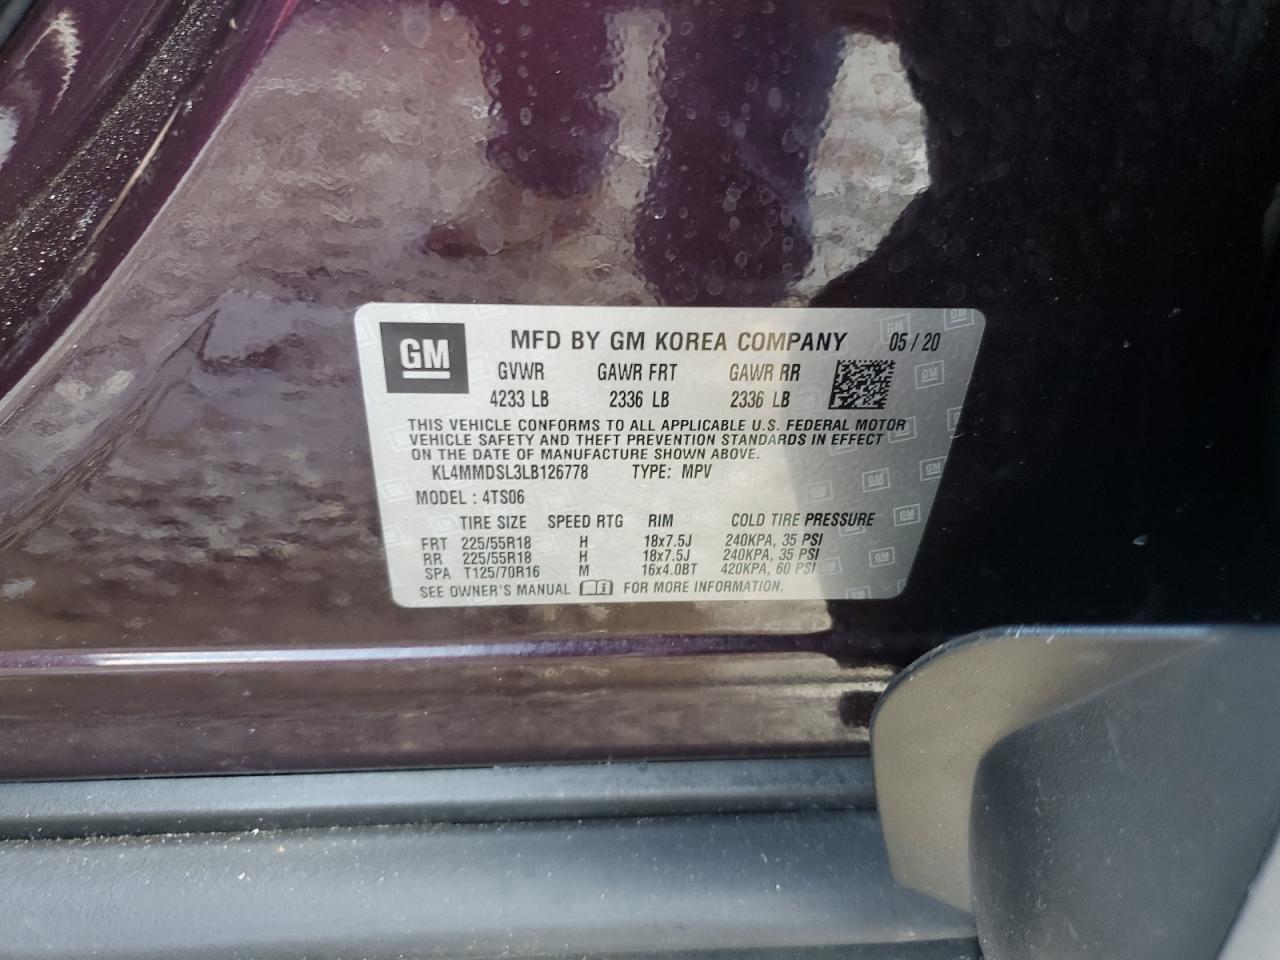 GM MFD BY GM KOREA COMPANY 05 / 20
GVWR GAWR FRT GAWR RR
4233 LB 2336 LB 2336 LB
THIS VEHICLE CONFORMS TO ALL APPLICABLE U.S. FEDERAL MOTOR
VEHICLE SAFETY AND THEFT PREVENTION STANDARDS IN EFFECT
ON THE DATE OF MANUFACTURE SHOWN ABOVE.
KL4MMDSL3LB126778 TYPE: MPV
MODEL : 4TS06
TIRE SIZE SPEED RTG RIM COLD TIRE PRESSURE
FRT 225/55R18 H 18x7.5J 240KPA, 35 PSI
RR 225/55R18 H 18x7.5J 240KPA, 35 PSI
SPA T125/70R16 M 16x4.0BT 420KPA, 60 PSI
SEE OWNER'S MANUAL i FOR MORE INFORMATION.